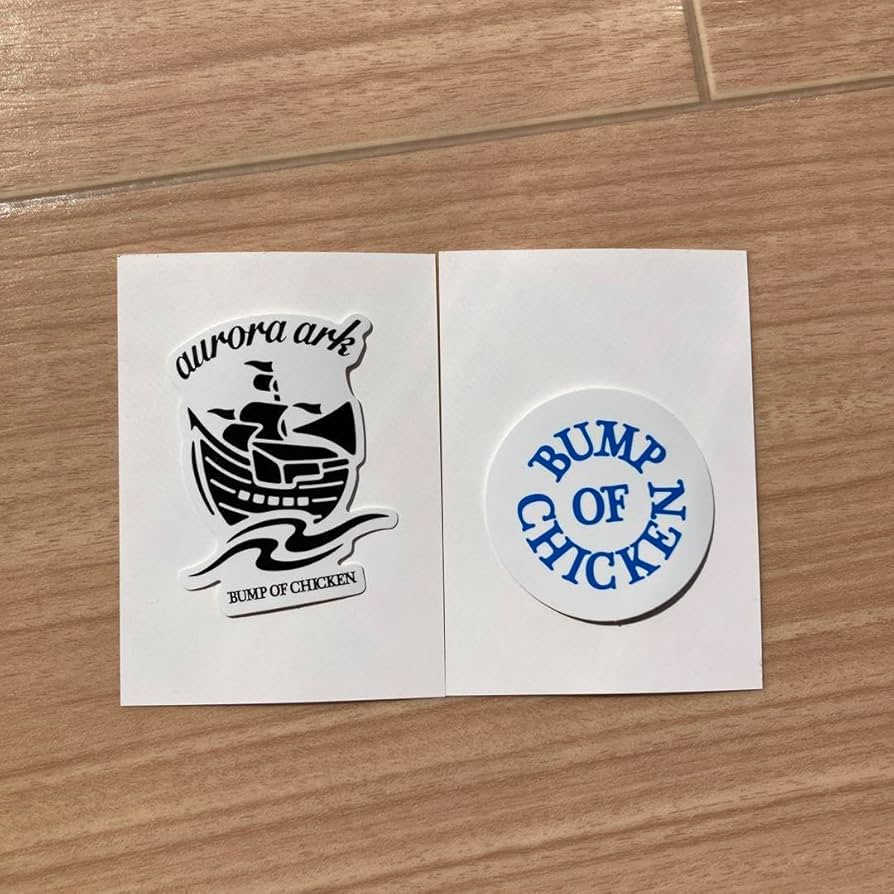 aurora ark
BUMP OF CHICKEN
BUMP
OF
CHICKEN